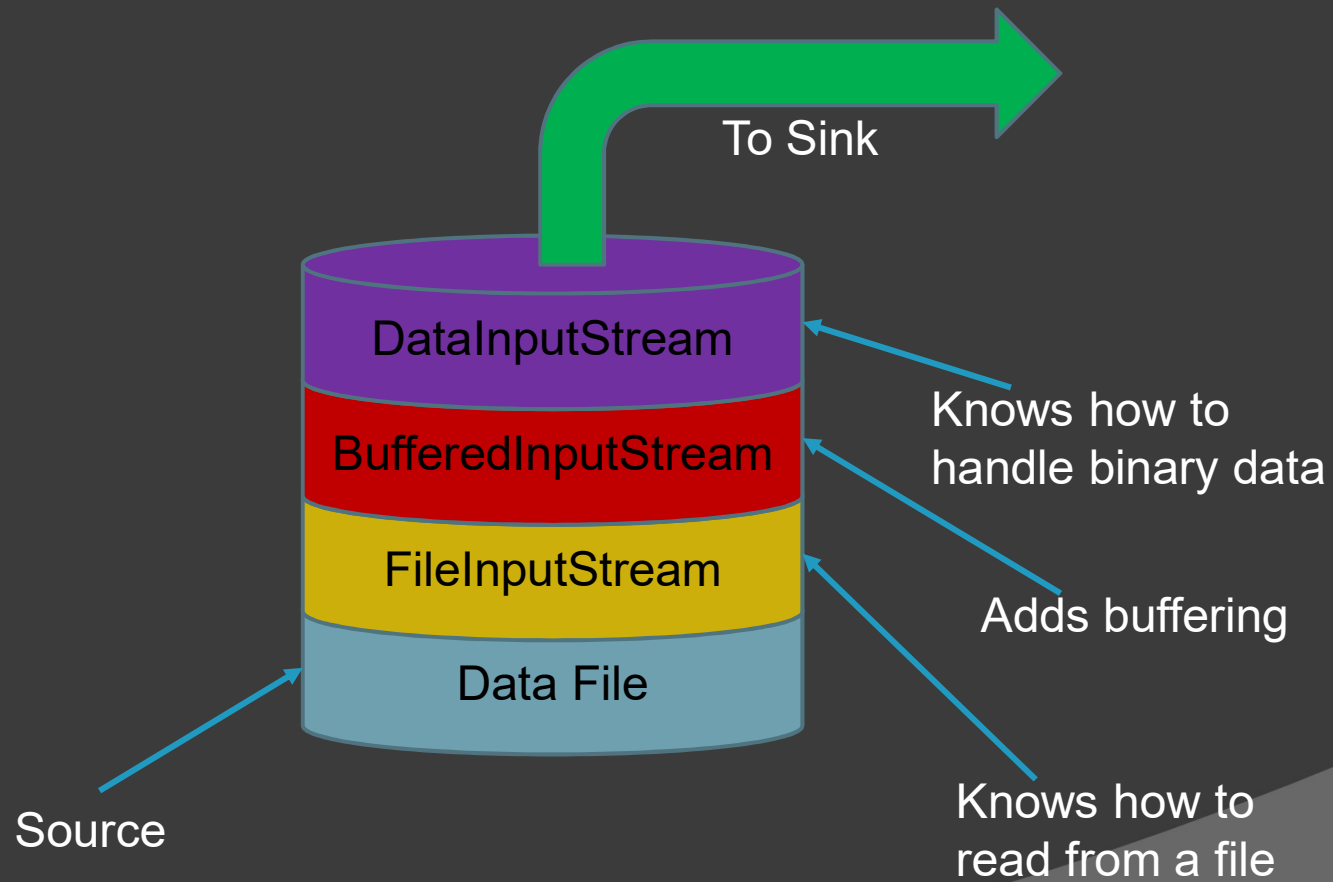 To Sink
DataInputStream
BufferedInputStream
FileInputStream
Data File
Knows how to
handle binary data
Adds buffering
Knows how to
read from a file
Source